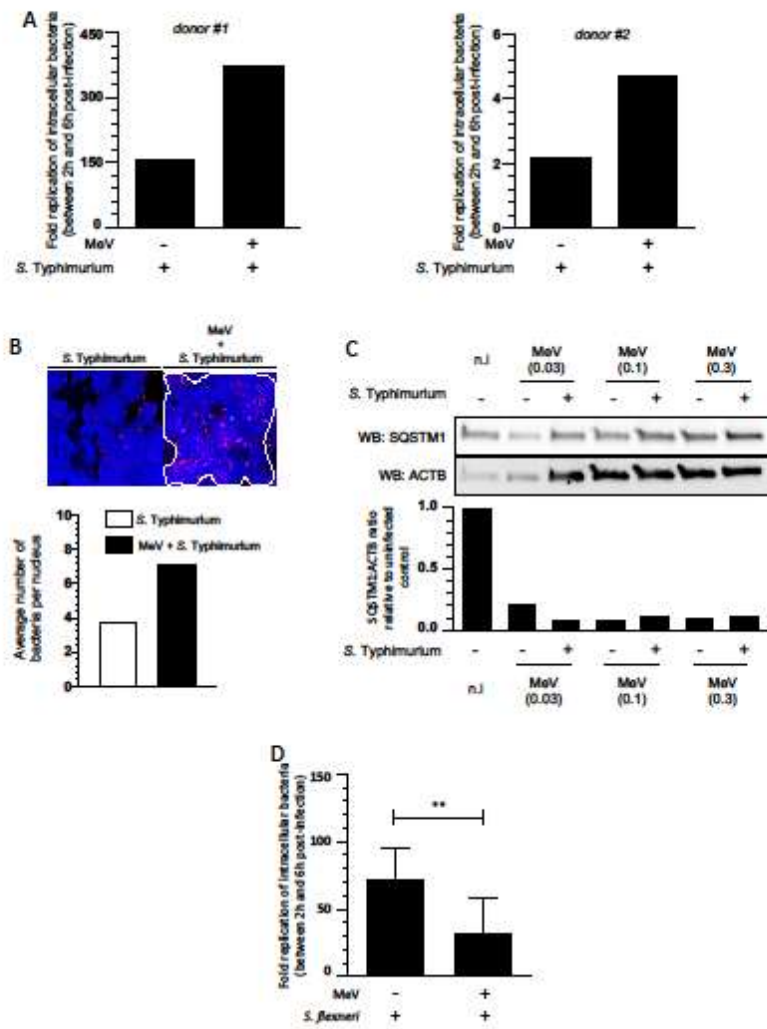 A
donor #1
Fold replication of intracellular bacteria
(between 2h and 6h post-infection)
450
300
150
0
MeV - +
S. Typhimurium + +
donor #2
Fold replication of intracellular bacteria
(between 2h and 6h post-infection)
6
4
2
0
MeV - +
S. Typhimurium + +
B
S. Typhimurium
MeV
+
S. Typhimurium
Average number of
bacteria per nucleus
10
8
6
4
2
0
S. Typhimurium
MeV + S. Typhimurium
C
n.i MeV MeV MeV
(0.03) (0.1) (0.3)
S. Typhimurium - - + - + - +
WB: SQSTM1
WB: ACTB
SQSTM1:ACTB ratio
relative to uninfected
control
1.0
0.5
0.0
S. Typhimurium - - + - + - +
n.i MeV MeV MeV
(0.03) (0.1) (0.3)
D
Fold replication of intracellular bacteria
(between 2h and 6h post-infection)
150
100
50
0
**
MeV - +
S. flexneri + +